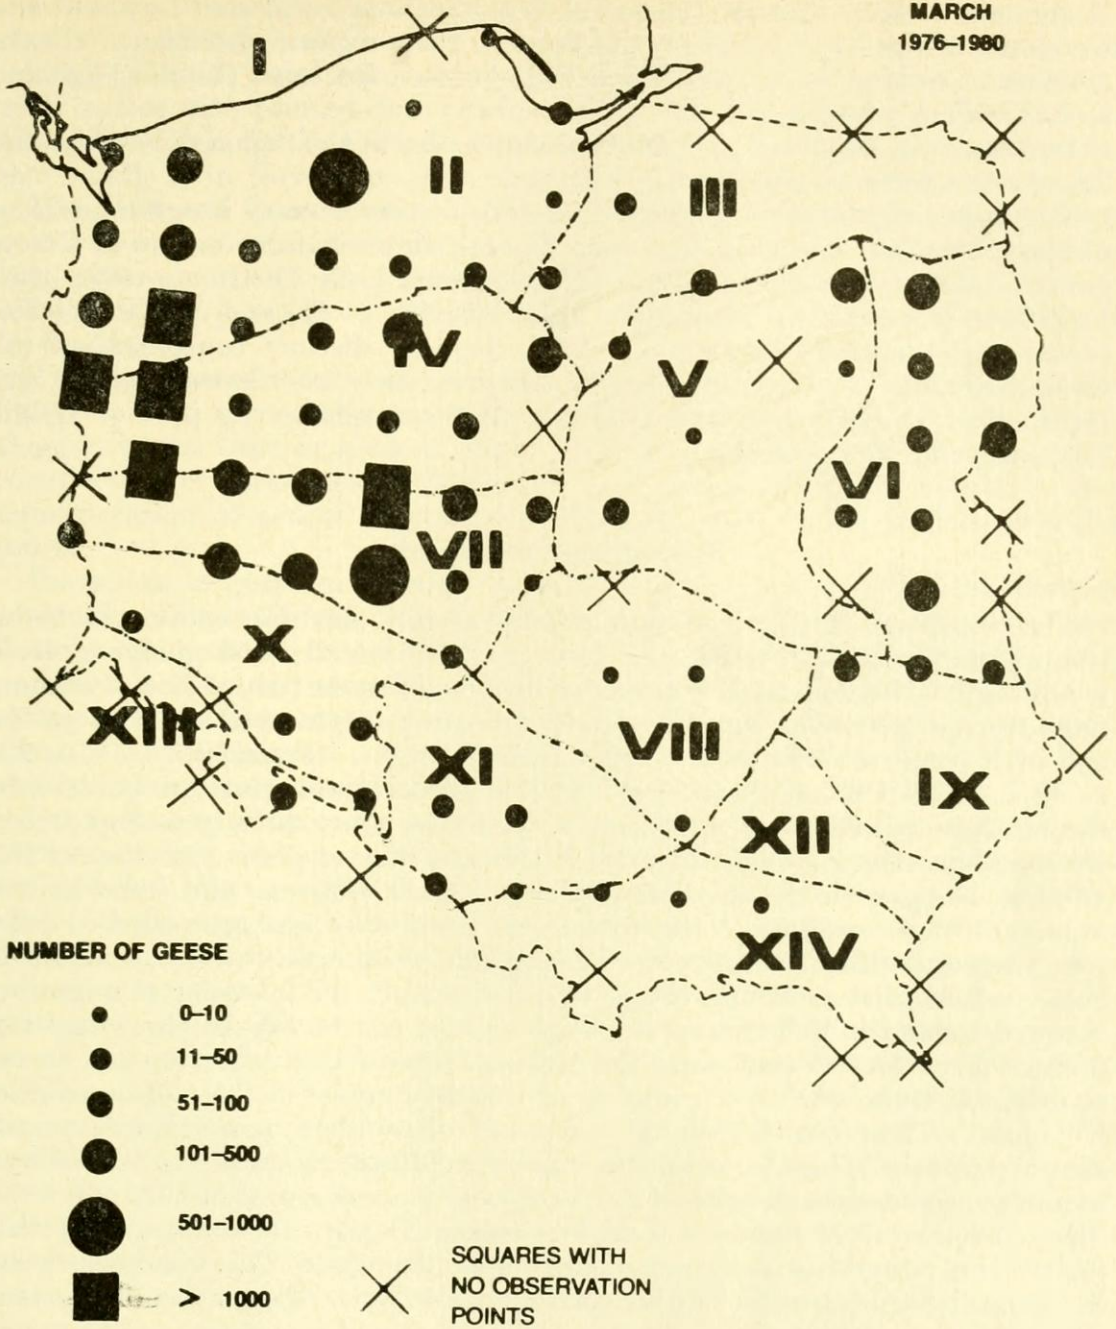 MARCH
1976–1980
I
II
III
IV
V
VI
VII
X
XIII
XI
VIII
IX
XII
XIV
NUMBER OF GEESE
0–10
11–50
51–100
101–500
501–1000
> 1000
SQUARES WITH
NO OBSERVATION
POINTS